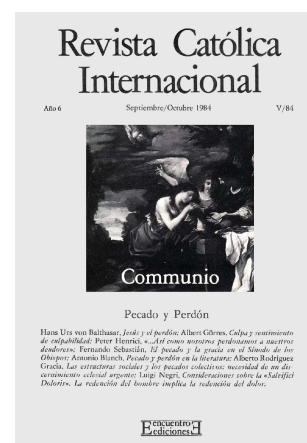 Revista Católica
Internacional
Año 6 Septiembre/Octubre 1984 V/84
Communio
Pecado y Perdón
Hans Urs von Balthasar, Jesús y el perdón: Albert Görres, Culpa y sentimiento
de culpabilidad: Peter Henrici, «...Así como nosotros perdonamos a nuestros
deudores»: Fernando Sebastián, El pecado y la gracia en el Sínodo de los
Obispos: Antonio Blanch, Pecado y perdón en la literatura: Alberto Rodríguez
Gracia, Las estructuras sociales y los pecados colectivos: necesidad de un dis-
cernimiento eclesial urgente: Luigi Negri, Consideraciones sobre la «Salvifici
Doloris». La redención del hombre implica la redención del dolor.
Encuentro
ediciones